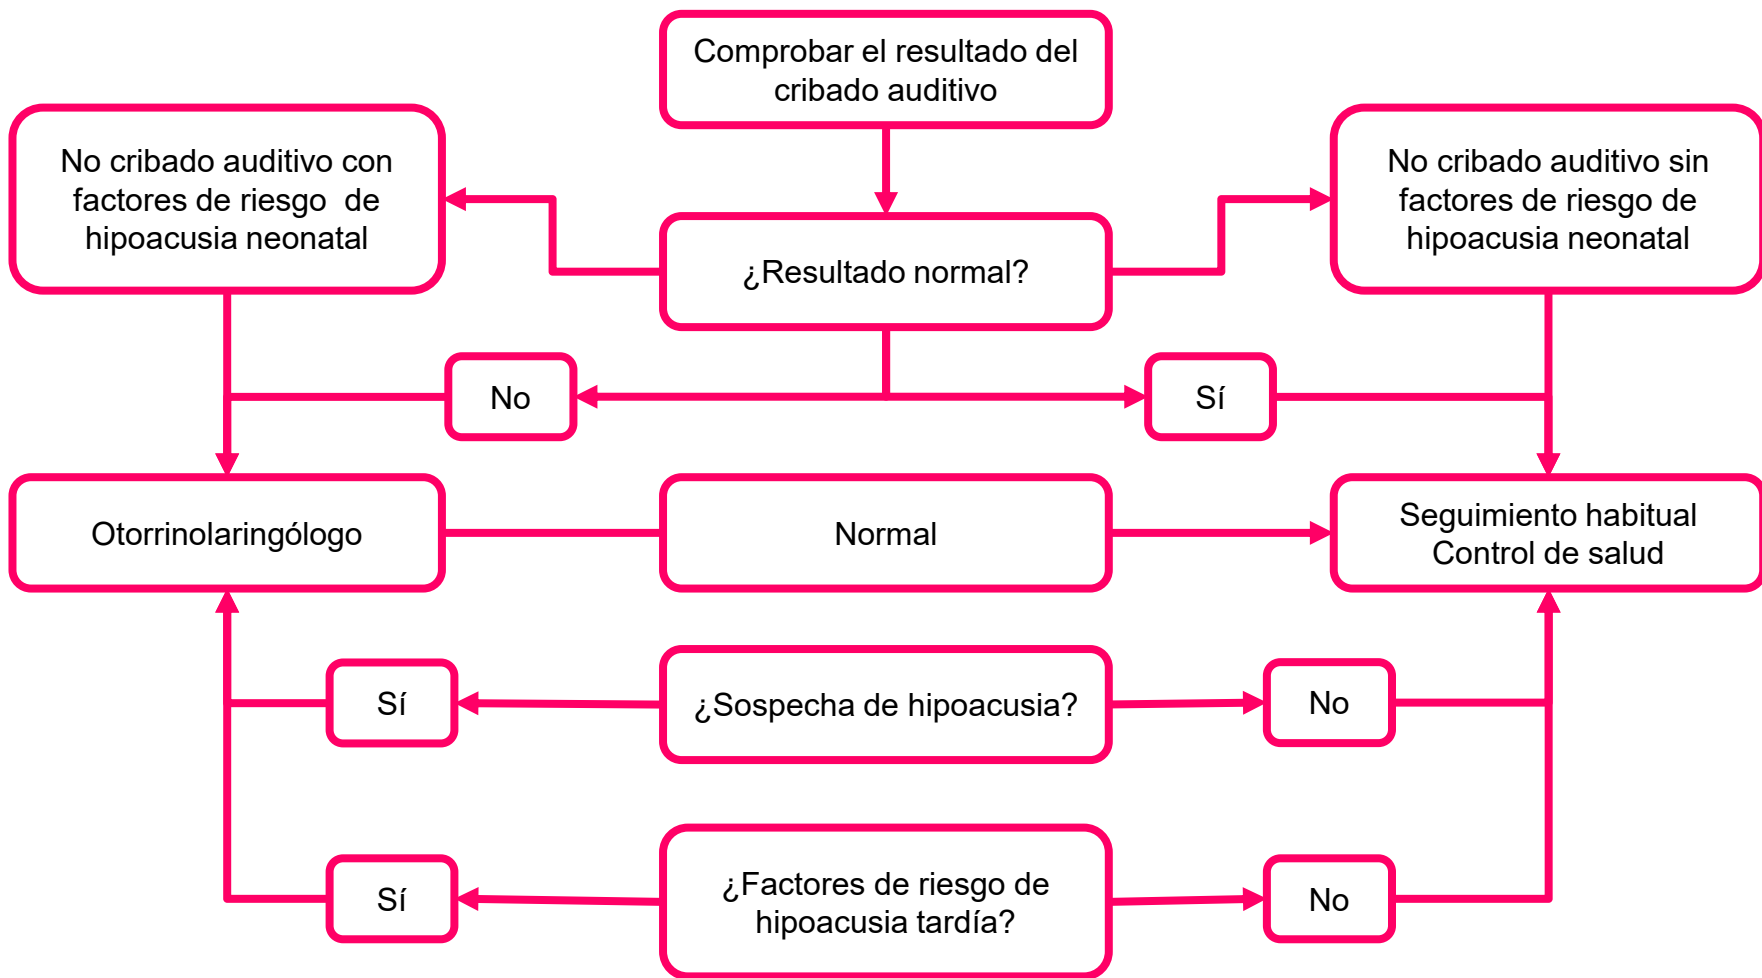 Comprobar el resultado del
cribado auditivo
No cribado auditivo con
factores de riesgo de
hipoacusia neonatal
¿Resultado normal?
No cribado auditivo sin
factores de riesgo de
hipoacusia neonatal
No
Sí
Otorrinolaringólogo
Normal
Seguimiento habitual
Control de salud
Sí
¿Sospecha de hipoacusia?
No
Sí
¿Factores de riesgo de
hipoacusia tardía?
No